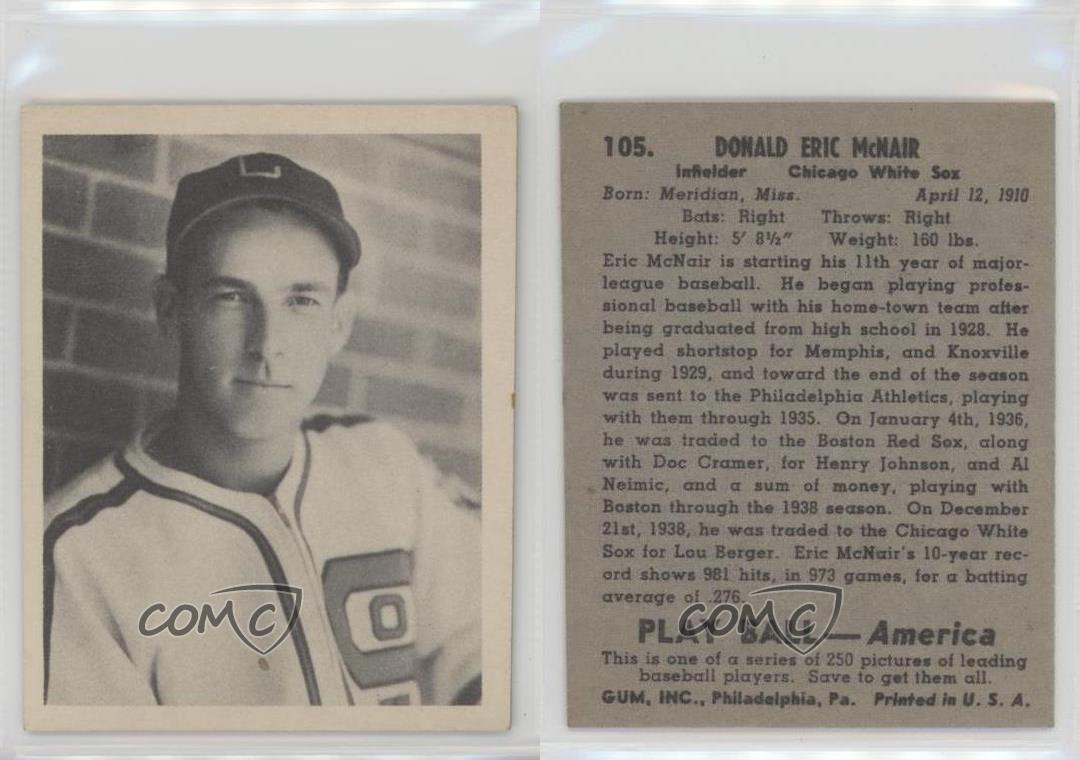 COMC
105. DONALD ERIC McNAIR
Infielder Chicago White Sox
Born: Meridian, Miss. April 12, 1910
Bats: Right Throws: Right
Height: 5' 8½" Weight: 160 lbs.
Eric McNair is starting his 11th year of major-
league baseball. He began playing profes-
sional baseball with his home-town team after
being graduated from high school in 1928. He
played shortstop for Memphis, and Knoxville
during 1929, and toward the end of the season
was sent to the Philadelphia Athletics, playing
with them through 1935. On January 4th, 1936,
he was traded to the Boston Red Sox, along
with Doc Cramer, for Henry Johnson, and Al
Neimic, and a sum of money, playing with
Boston through the 1938 season. On December
21st, 1938, he was traded to the Chicago White
Sox for Lou Berger. Eric McNair's 10-year rec-
ord shows 981 hits, in 973 games, for a batting
average of .276.
COMC
PLAY BALL — America
This is one of a series of 250 pictures of leading
baseball players. Save to get them all.
GUM, INC., Philadelphia, Pa. Printed in U. S. A.